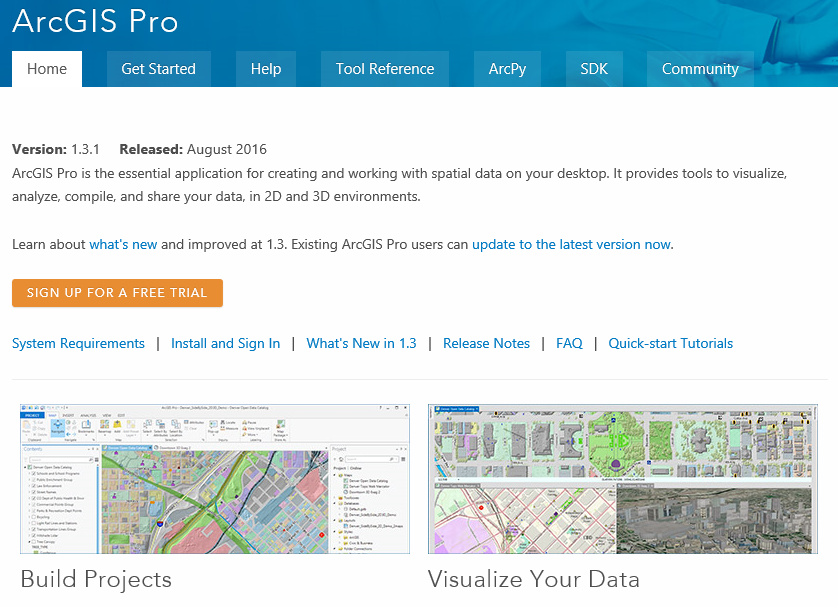 ArcGIS Pro
Home Get Started Help Tool Reference ArcPy SDK Community
Version: 1.3.1 Released: August 2016
ArcGIS Pro is the essential application for creating and working with spatial data on your desktop. It provides tools to visualize,
analyze, compile, and share your data, in 2D and 3D environments.
Learn about what's new and improved at 1.3. Existing ArcGIS Pro users can update to the latest version now.
SIGN UP FOR A FREE TRIAL
System Requirements | Install and Sign In | What's New in 1.3 | Release Notes | FAQ | Quick-start Tutorials
PROJECT
Contents
Project
Build Projects Visualize Your Data